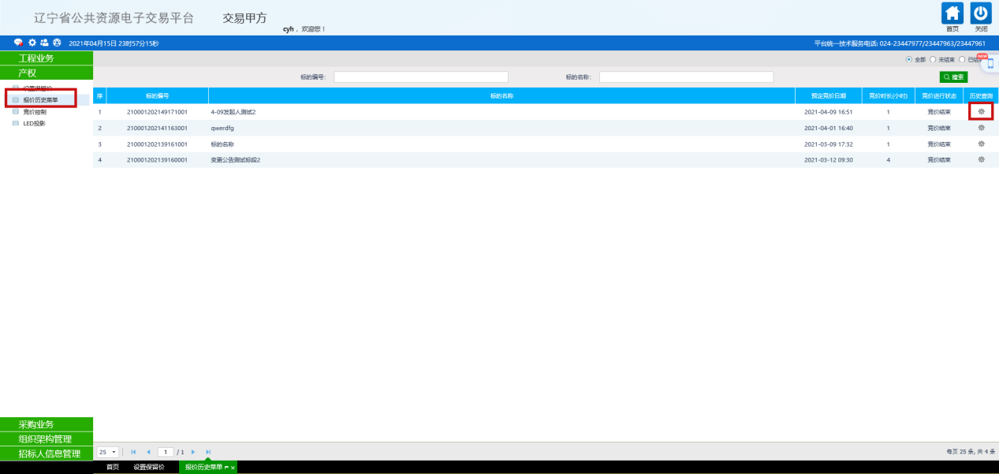 辽宁省公共资源电子交易平台 交易甲方
cyh，欢迎您！
首页 关闭
2021年04月15日 23时57分15秒 平台统一技术服务电话: 024-23447977/23447963/23447961
工程业务
全部 未结束
产权
标的编号: 标的名称: 搜索
设置保留价
报价历史菜单
竞价控制
LED投影
序 标的编号 标的名称 预定竞价日期 竞价时长(小时) 竞价进行状态 历史查询
1 210001202149171001 4-09发起人测试2 2021-04-09 16:51 1 竞价结束
2 210001202141163001 qwerdfg 2021-04-01 16:40 1 竞价结束
3 210001202139161001 标的名称 2021-03-09 17:32 1 竞价结束
4 210001202139160001 变更公告测试标段2 2021-03-12 09:30 4 竞价结束
采购业务
组织架构管理
招标人信息管理
25 1 / 1 每页 25 条, 共 4 条
首页 设置保留价 报价历史菜单